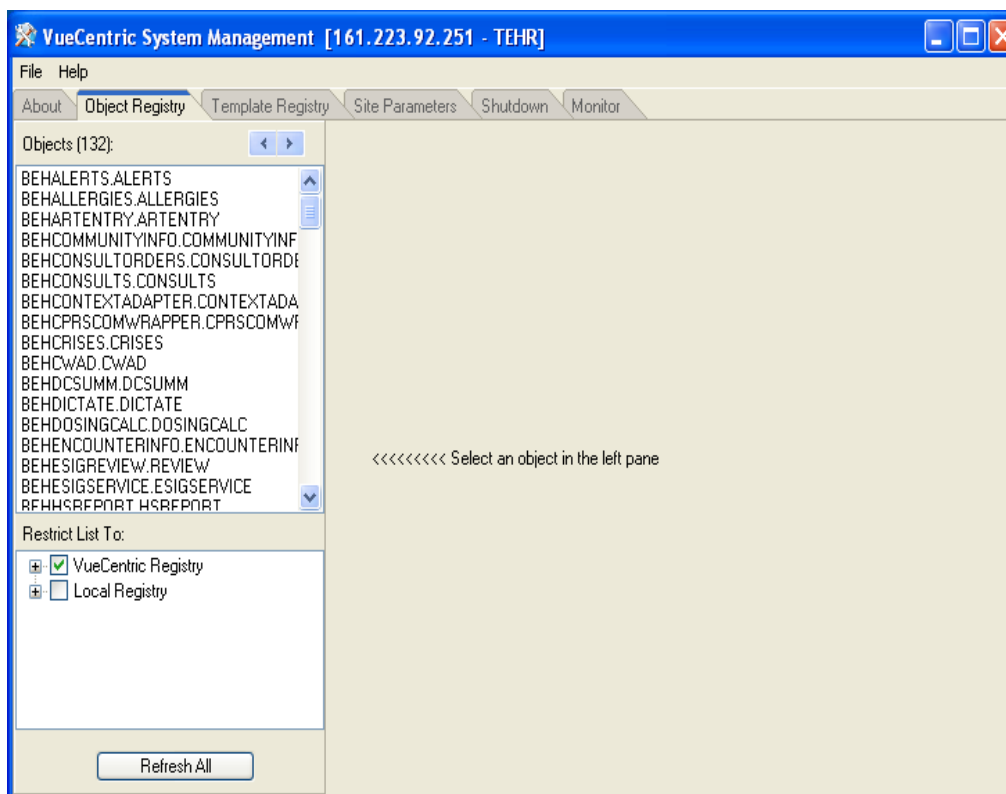 VueCentric System Management [161.223.92.251 - TEHR]
File Help
About Object Registry Template Registry Site Parameters Shutdown Monitor
Objects (132):
BEHALERTS.ALERTS
BEHALLERGIES.ALLERGIES
BEHARTENTRY.ARTENTRY
BEHCOMMUNITYINFO.COMMUNITYINF
BEHCONSULTORDERS.CONSULTORDE
BEHCONSULTS.CONSULTS
BEHCONTEXTADAPTER.CONTEXTADA
BEHCPRSCOMWRAPPER.CPRSCOMWR
BEHCRISES.CRISES
BEHCWAD.CWAD
BEHDCSUMM.DCSUMM
BEHDICTATE.DICTATE
BEHDOSINGCALC.DOSINGCALC
BEHENCOUNTERINFO.ENCOUNTERINF
BEHESIGREVIEW.REVIEW
BEHESIGSERVICE.ESIGSERVICE
BEHHSREPORT.HSREPORT
<<<<<<<<< Select an object in the left pane
Restrict List To:
VueCentric Registry
Local Registry
Refresh All